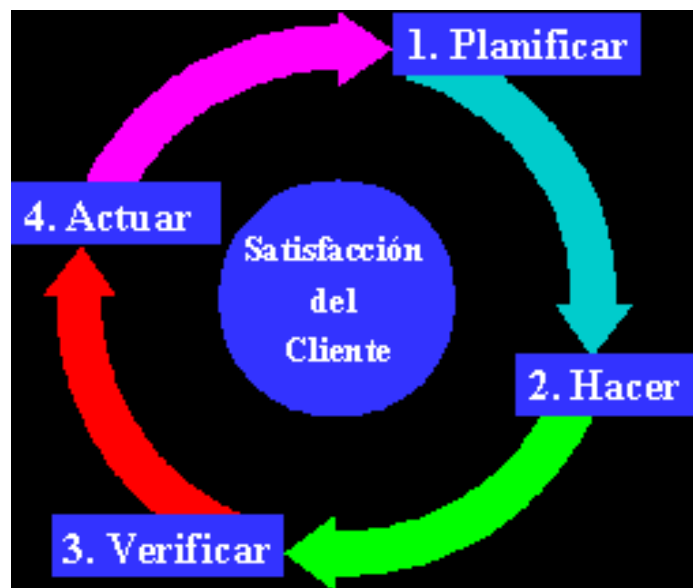 1. Planificar
2. Hacer
3. Verificar
4. Actuar
Satisfacción
del
Cliente